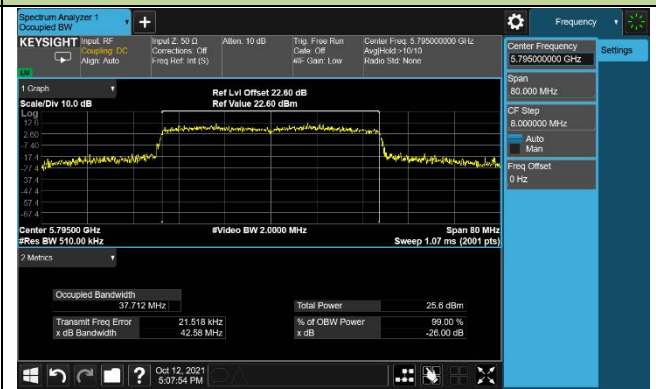 Spectrum Analyzer 1
Occupied BW
+
Frequency
KEYSIGHT
Input: RF
Coupling: DC
Align: Auto
Input Z: 50 Ω
Corrections: Off
Freq Ref: Int (S)
Atten: 10 dB
Trig: Free Run
Gate: Off
#IF Gain: Low
Center Freq: 5.795000000 GHz
Avg|Hold:>10/10
Radio Std: None
LXI
Center Frequency
5.795000000 GHz
Settings
Span
80.000 MHz
CF Step
8.000000 MHz
Auto
Man
Freq Offset
0 Hz
1 Graph
Scale/Div 10.0 dB
Ref Lvl Offset 22.60 dB
Ref Value 22.60 dBm
Log
12.6
2.60
-7.40
-17.4
-27.4
-37.4
-47.4
-57.4
-67.4
Center 5.79500 GHz
#Video BW 2.0000 MHz
Span 80 MHz
#Res BW 510.00 kHz
Sweep 1.07 ms (2001 pts)
2 Metrics
Occupied Bandwidth
37.712 MHz
Total Power 25.6 dBm
Transmit Freq Error 21.518 kHz
% of OBW Power 99.00 %
x dB Bandwidth 42.58 MHz
x dB -26.00 dB
?
Oct 12, 2021
5:07:54 PM